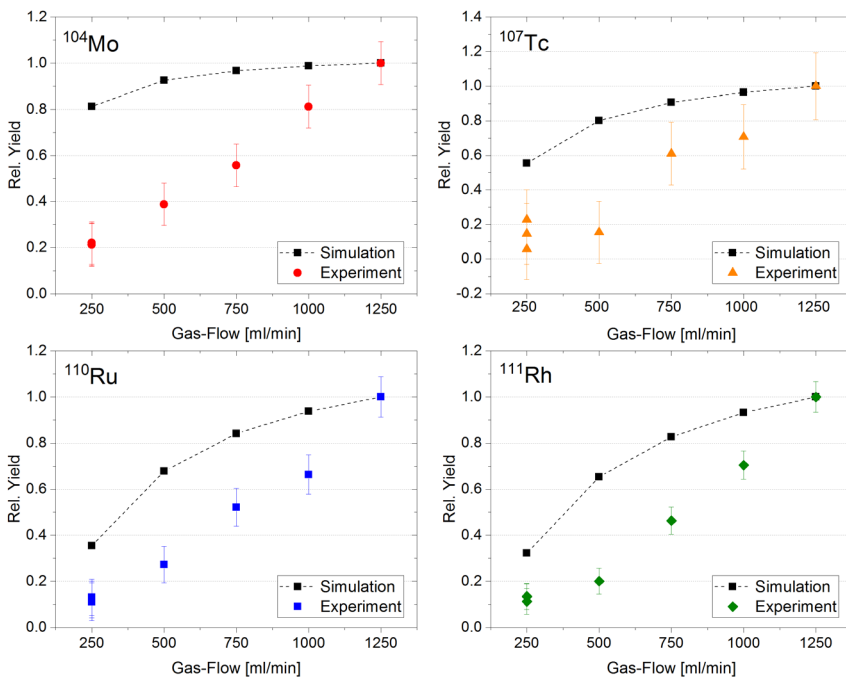 104Mo
Rel. Yield
1.2
1.0
0.8
0.6
0.4
0.2
0.0
Simulation
Experiment
250 500 750 1000 1250
Gas-Flow [ml/min]
107Tc
Rel. Yield
1.4
1.2
1.0
0.8
0.6
0.4
0.2
0.0
-0.2
Simulation
Experiment
250 500 750 1000 1250
Gas-Flow [ml/min]
110Ru
Rel. Yield
1.2
1.0
0.8
0.6
0.4
0.2
0.0
Simulation
Experiment
250 500 750 1000 1250
Gas-Flow [ml/min]
111Rh
Rel. Yield
1.2
1.0
0.8
0.6
0.4
0.2
0.0
Simulation
Experiment
250 500 750 1000 1250
Gas-Flow [ml/min]